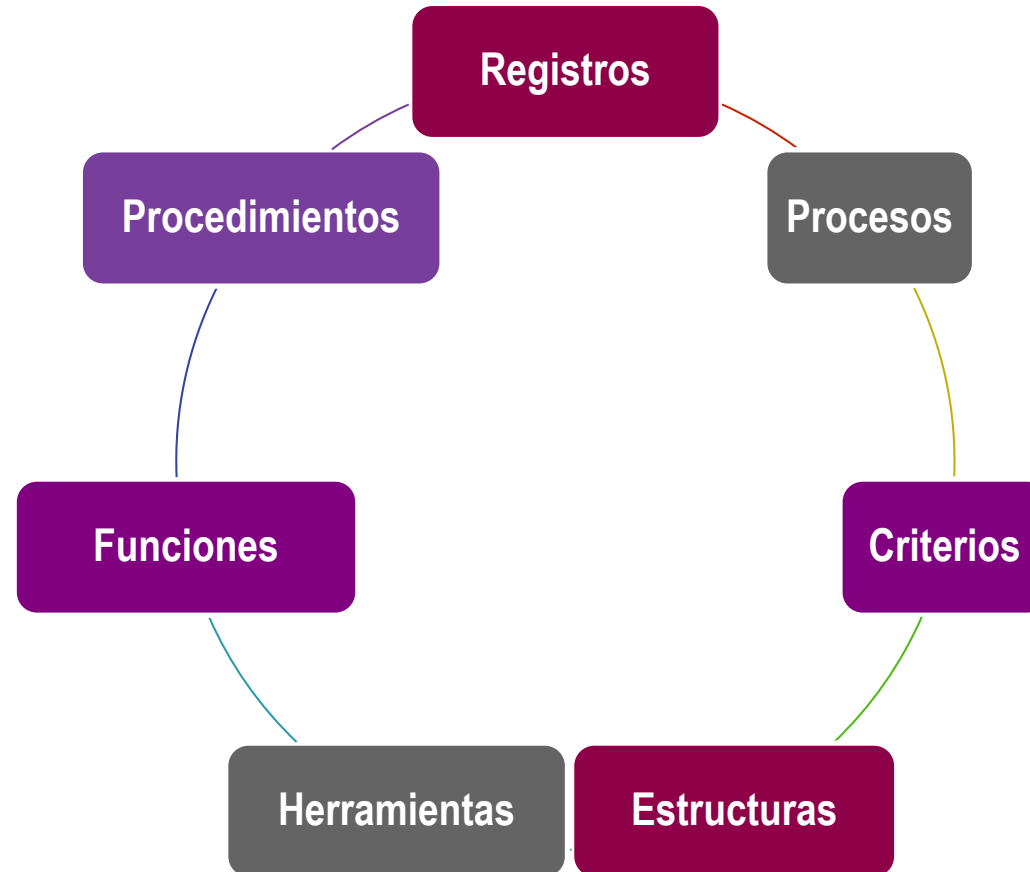 Registros
Procesos
Criterios
Estructuras
Herramientas
Funciones
Procedimientos